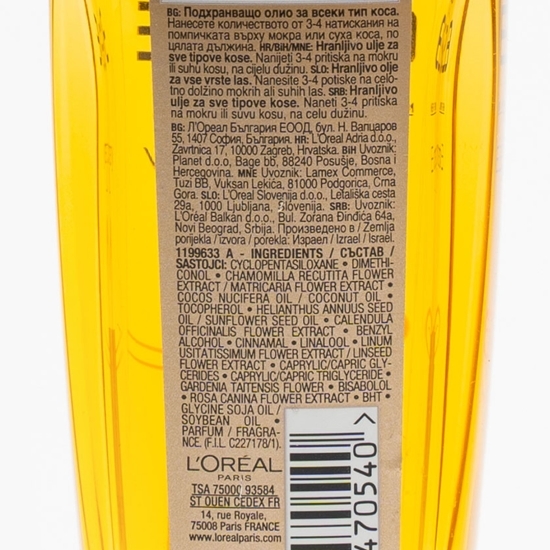 BG: Подхранващо олио за всеки тип коса.
Нанесете количеството от 3-4 натискания на
помпичката върху мокра или суха коса, по
цялата дължина. HR/BiH/MNE: Hranljivo ulje za
sve tipove kose. Nanijeti 3-4 pritiska na mokru
ili suhu kosu, na cijelu dužinu. SLO: Hranljivo olje
za vse vrste las. Nanesite 3-4 potiske na celot-
no dolžino mokrih ali suhih las. SRB: Hranljivo
ulje za sve tipove kose. Naneti 3-4 pritiska
na mokru ili suvu kosu, na celu dužinu.
BG: Л'Ореал България ЕООД, бул. Н. Вапцаров
55, 1407 София, България. HR: L'Oréal Adria d.o.o.,
Zavrtnica 17, 10000 Zagreb, Hrvatska. BiH Uvoznik:
Planet d.o.o., Bage bb, 88240 Posušje, Bosna i
Hercegovina. MNE Uvoznik: Lamex Commerce,
Tuzi BB, Vuksan Lekića, 81000 Podgorica, Crna
Gora. SLO: L'Oreal Slovenija d.o.o., Letališka cesta
29a, 1000 Ljubljana, Slovenija. SRB: Uvoznik:
L'Oréal Balkan d.o.o., Bul. Zorana Đinđića 64a,
Novi Beograd, Srbija. Произведено в / Zemlja
porijekla / izvora / porekla: Израел / Izrael / Israel.
1199633 A - INGREDIENTS / СЪСТАВ /
SASTOJCI: CYCLOPENTASILOXANE • DIMETHI-
CONOL • CHAMOMILLA RECUTITA FLOWER
EXTRACT / MATRICARIA FLOWER EXTRACT •
COCOS NUCIFERA OIL / COCONUT OIL •
TOCOPHEROL • HELIANTHUS ANNUUS SEED
OIL / SUNFLOWER SEED OIL • CALENDULA
OFFICINALIS FLOWER EXTRACT • BENZYL
ALCOHOL • CINNAMAL • LINALOOL • LINUM
USITATISSIMUM FLOWER EXTRACT / LINSEED
FLOWER EXTRACT • CAPRYLIC/CAPRIC GLY-
CERIDES • CAPRYLIC/CAPRIC TRIGLYCERIDE •
GARDENIA TAITENSIS FLOWER • BISABOLOL
• ROSA CANINA FLOWER EXTRACT • BHT •
GLYCINE SOJA OIL /
SOYBEAN OIL •
PARFUM / FRAGRA-
NCE. (F.I.L. C227178/1).
L'ORÉAL
PARIS
TSA 75000 93584
ST OUEN CEDEX FR
14, rue Royale,
75008 Paris FRANCE
www.lorealparis.com
470540 >